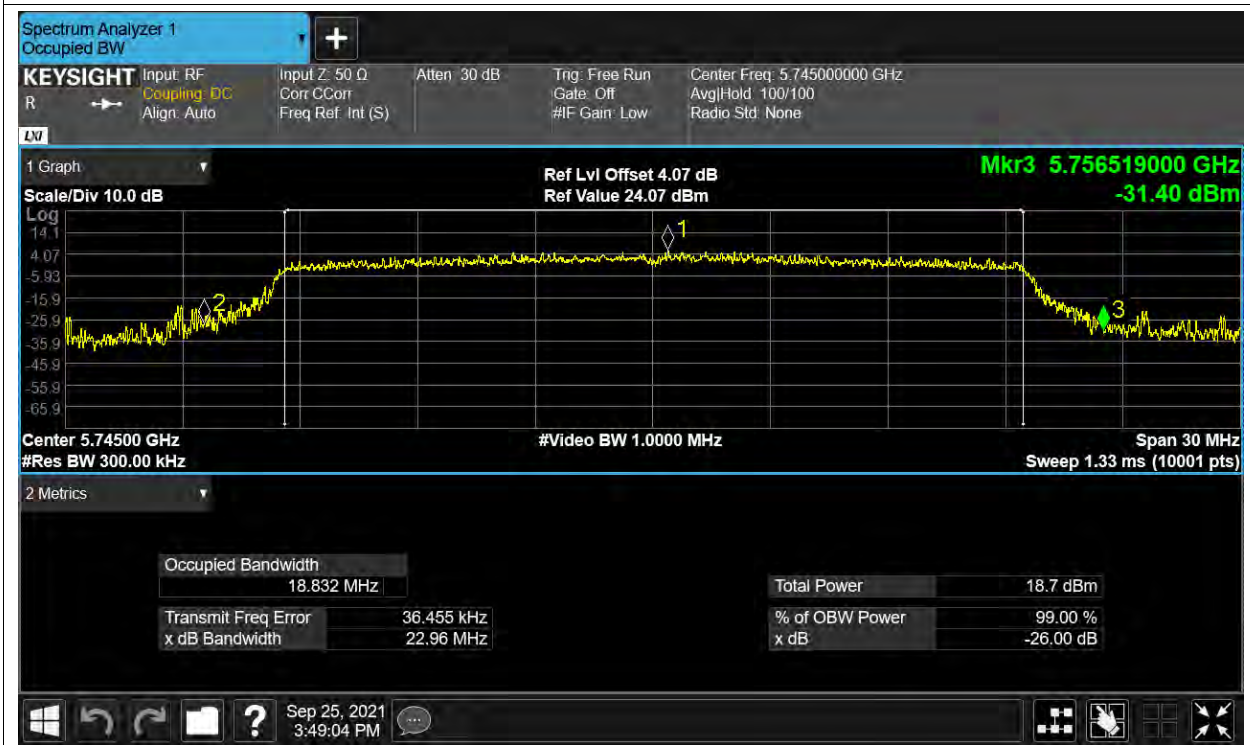 Spectrum Analyzer 1
Occupied BW
KEYSIGHT
R
LXI
Input: RF
Coupling: DC
Align: Auto
Input Z: 50 Ω
Corr CCorr
Freq Ref: Int (S)
Atten: 30 dB
Trig: Free Run
Gate: Off
#IF Gain: Low
Center Freq: 5.745000000 GHz
Avg|Hold: 100/100
Radio Std: None
1 Graph
Scale/Div 10.0 dB
Ref Lvl Offset 4.07 dB
Ref Value 24.07 dBm
Mkr3 5.756519000 GHz
-31.40 dBm
Log
14.1
4.07
-5.93
-15.9
-25.9
-35.9
-45.9
-55.9
-65.9
1
2
3
Center 5.74500 GHz
#Res BW 300.00 kHz
#Video BW 1.0000 MHz
Span 30 MHz
Sweep 1.33 ms (10001 pts)
2 Metrics
Occupied Bandwidth
18.832 MHz
Transmit Freq Error 36.455 kHz
x dB Bandwidth 22.96 MHz
Total Power 18.7 dBm
% of OBW Power 99.00 %
x dB -26.00 dB
?
Sep 25, 2021
3:49:04 PM